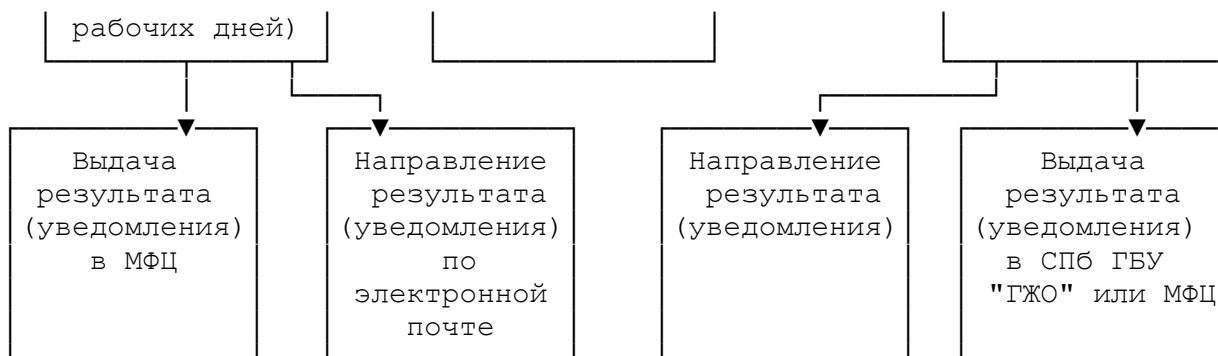 рабочих дней)
Выдача
результата
(уведомления)
в МФЦ
Направление
результата
(уведомления)
по
электронной
почте
Направление
результата
(уведомления)
Выдача
результата
(уведомления)
в СПб ГБУ
"ГЖО" или МФЦ